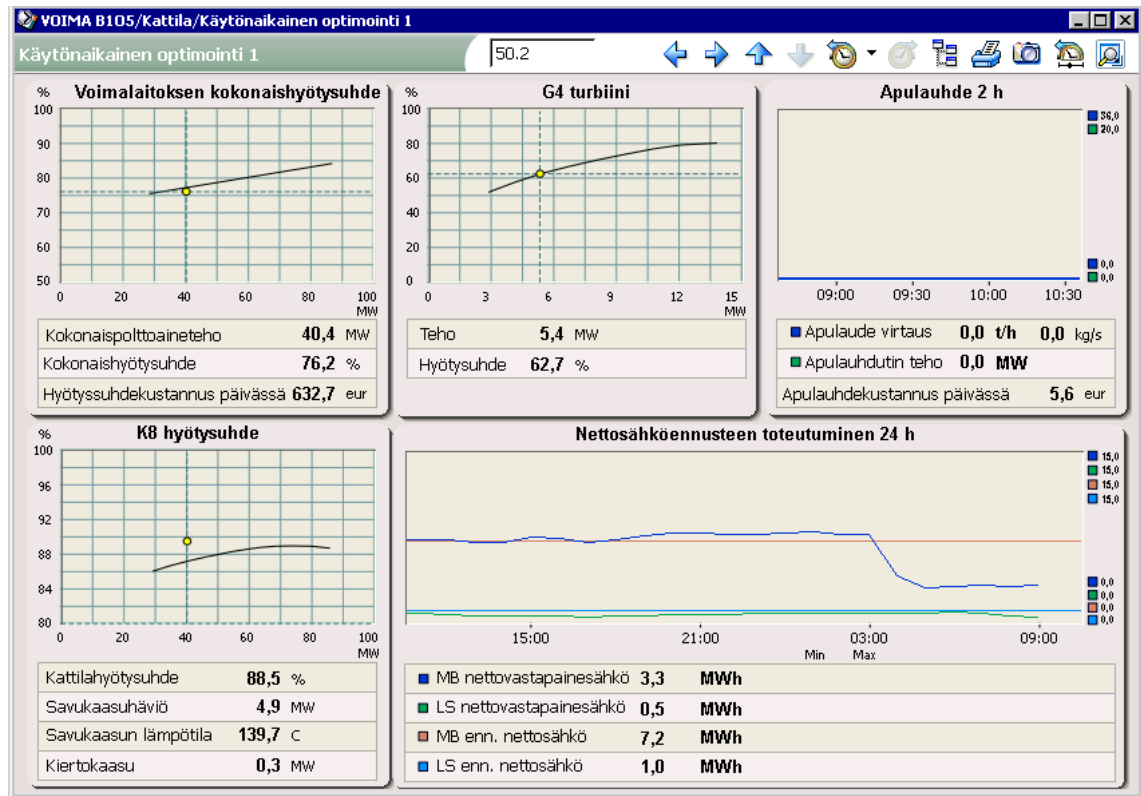 VOIMA B105/Kattila/Käytönaikainen optimointi 1
Käytönaikainen optimointi 1
50.2
% Voimalaitoksen kokonaishyötysuhde
100
90
80
70
60
50
0 20 40 60 80 100
MW
Kokonaispolttoaineteho 40,4 MW
Kokonaishyötysuhde 76,2 %
Hyötyssuhdekustannus päivässä 632,7 eur
% G4 turbiini
100
80
60
40
20
0
0 3 6 9 12 15
MW
Teho 5,4 MW
Hyötysuhde 62,7 %
Apulauhde 2 h
36,0
20,0
0,0
0,0
09:00 09:30 10:00 10:30
Apulaude virtaus 0,0 t/h 0,0 kg/s
Apulauhdutin teho 0,0 MW
Apulauhdekustannus päivässä 5,6 eur
% K8 hyötysuhde
100
96
92
88
84
80
0 20 40 60 80 100
MW
Kattilahyötysuhde 88,5 %
Savukaasuhäviö 4,9 MW
Savukaasun lämpötila 139,7 C
Kiertokaasu 0,3 MW
Nettosähköennusteen toteutuminen 24 h
15,0
15,0
15,0
15,0
0,0
0,0
0,0
0,0
15:00 21:00 03:00 09:00
Min Max
MB nettovastapainesähkö 3,3 MWh
LS nettovastapainesähkö 0,5 MWh
MB enn. nettosähkö 7,2 MWh
LS enn. nettosähkö 1,0 MWh